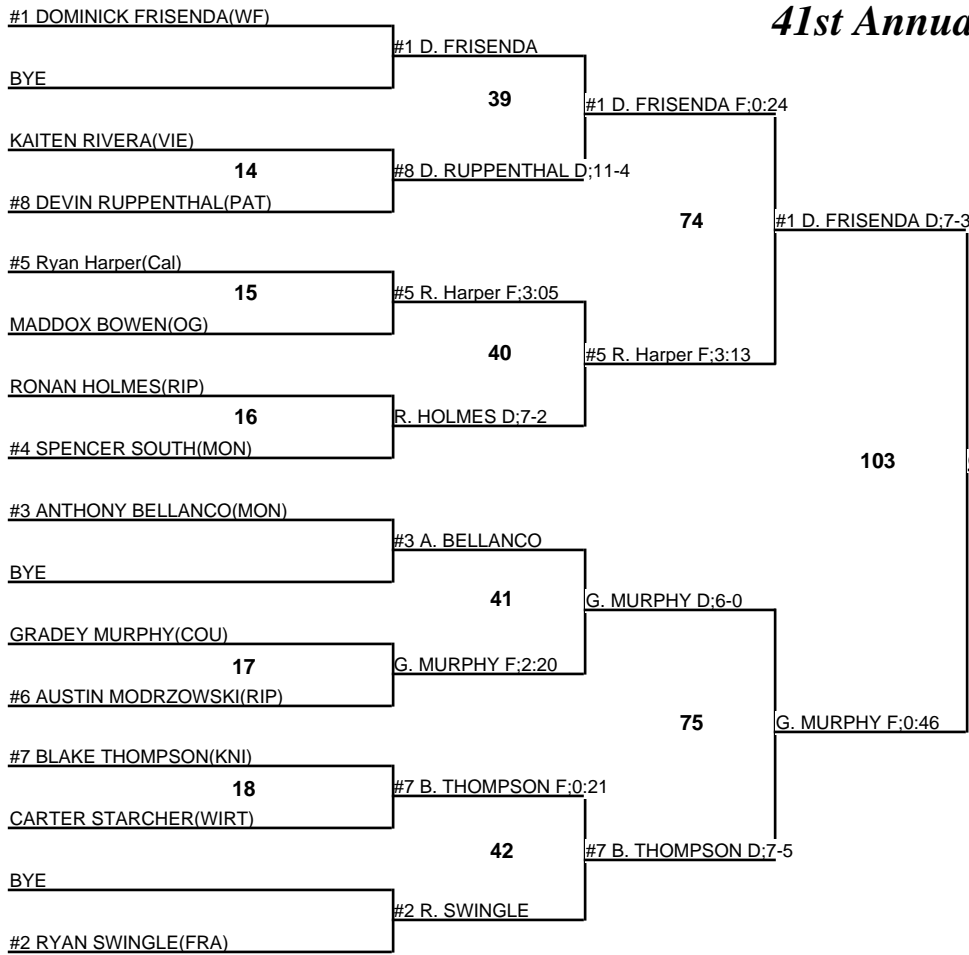 41st Annua
#1 DOMINICK FRISENDA(WF)
BYE
KAITEN RIVERA(VIE)
14
#8 DEVIN RUPPENTHAL(PAT)
#5 Ryan Harper(Cal)
15
MADDOX BOWEN(OG)
RONAN HOLMES(RIP)
16
#4 SPENCER SOUTH(MON)
#3 ANTHONY BELLANCO(MON)
BYE
GRADEY MURPHY(COU)
17
#6 AUSTIN MODRZOWSKI(RIP)
#7 BLAKE THOMPSON(KNI)
18
CARTER STARCHER(WIRT)
BYE
#2 RYAN SWINGLE(FRA)
#1 D. FRISENDA
39
#8 D. RUPPENTHAL D;11-4
#5 R. Harper F;3:05
40
R. HOLMES D;7-2
#3 A. BELLANCO
41
G. MURPHY F;2:20
#7 B. THOMPSON F;0:21
42
#2 R. SWINGLE
#1 D. FRISENDA F;0:24
74
#5 R. Harper F;3:13
G. MURPHY D;6-0
75
#7 B. THOMPSON D;7-5
#1 D. FRISENDA D;7-3
103
G. MURPHY F;0:46